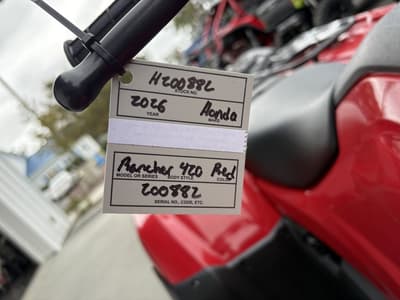 H200882
STOCK NO.
2026 Honda
YEAR MAKE
Rancher 420 Red
MODEL OR SERIES BODY STYLE COLOR
200882
SERIAL NO., CODE, ETC.